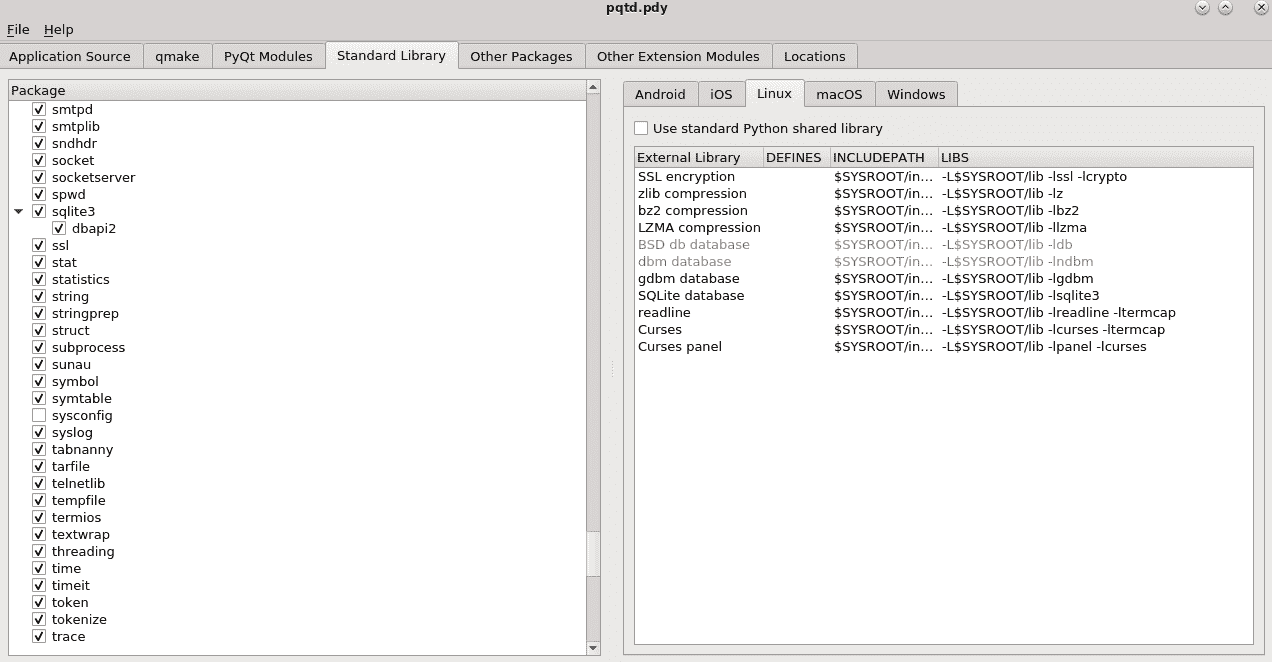 pqtd.pdy
File Help
Application Source qmake PyQt Modules Standard Library Other Packages Other Extension Modules Locations
Package
smtpd
smtplib
sndhdr
socket
socketserver
spwd
sqlite3
dbapi2
ssl
stat
statistics
string
stringprep
struct
subprocess
sunau
symbol
symtable
sysconfig
syslog
tabnanny
tarfile
telnetlib
tempfile
termios
textwrap
threading
time
timeit
token
tokenize
trace
Android iOS Linux macOS Windows
Use standard Python shared library
External Library DEFINES INCLUDEPATH LIBS
SSL encryption $SYSROOT/in... -L$SYSROOT/lib -lssl -lcrypto
zlib compression $SYSROOT/in... -L$SYSROOT/lib -lz
bz2 compression $SYSROOT/in... -L$SYSROOT/lib -lbz2
LZMA compression $SYSROOT/in... -L$SYSROOT/lib -llzma
BSD db database $SYSROOT/in... -L$SYSROOT/lib -ldb
dbm database $SYSROOT/in... -L$SYSROOT/lib -lndbm
gdbm database $SYSROOT/in... -L$SYSROOT/lib -lgdbm
SQLite database $SYSROOT/in... -L$SYSROOT/lib -lsqlite3
readline $SYSROOT/in... -L$SYSROOT/lib -lreadline -ltermcap
Curses $SYSROOT/in... -L$SYSROOT/lib -lcurses -ltermcap
Curses panel $SYSROOT/in... -L$SYSROOT/lib -lpanel -lcurses